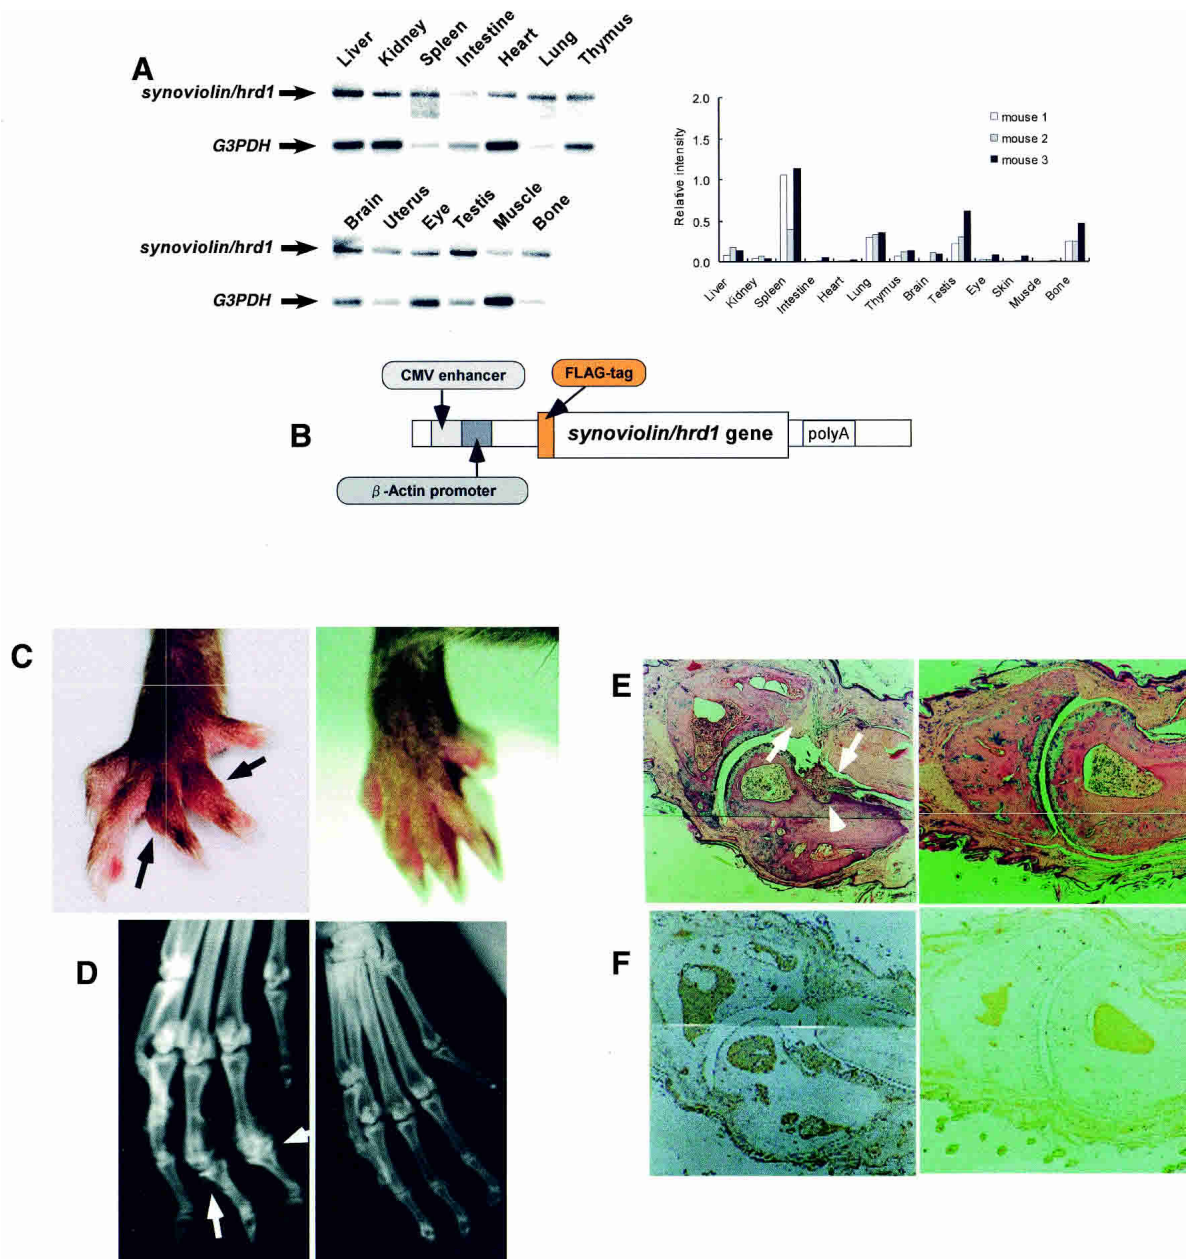 A
Liver Kidney Spleen Intestine Heart Lung Thymus
synoviolin/hrd1
G3PDH
Brain Uterus Eye Testis Muscle Bone
synoviolin/hrd1
G3PDH
2.0
1.5
1.0
0.5
0.0
Relative intensity
mouse 1
mouse 2
mouse 3
Liver Kidney Spleen Intestine Heart Lung Thymus Brain Testis Eye Skin Muscle Bone
B
CMV enhancer
FLAG-tag
synoviolin/hrd1 gene
polyA
β-Actin promoter
C
D
E
F